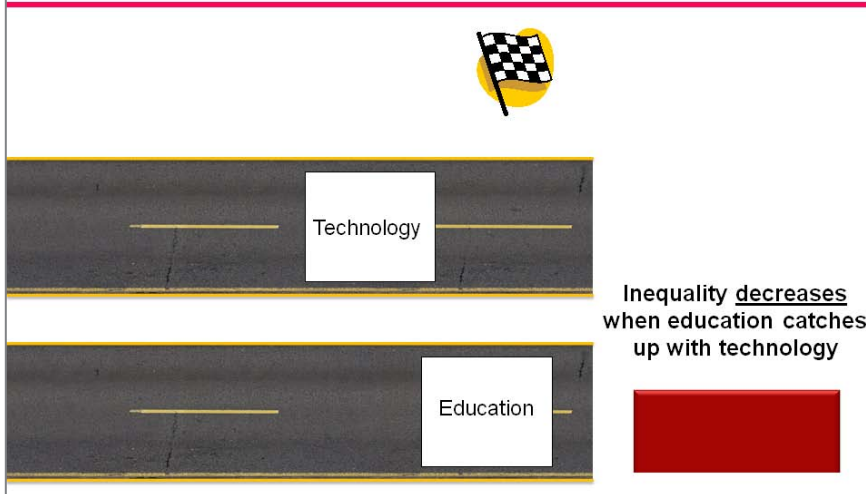 Technology
Inequality decreases
when education catches
up with technology
Education